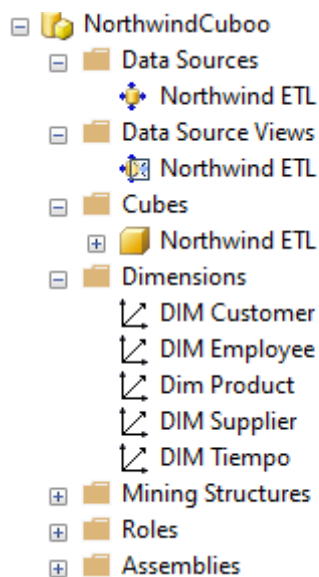 NorthwindCuboo
Data Sources
Northwind ETL
Data Source Views
Northwind ETL
Cubes
Northwind ETL
Dimensions
DIM Customer
DIM Employee
Dim Product
DIM Supplier
DIM Tiempo
Mining Structures
Roles
Assemblies